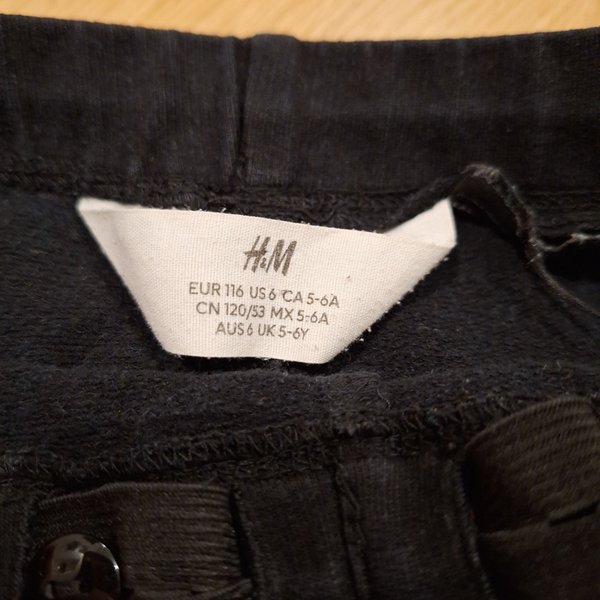 H&M
EUR 116 US 6 CA 5-6A
CN 120/53 MX 5-6A
AUS 6 UK 5-6Y